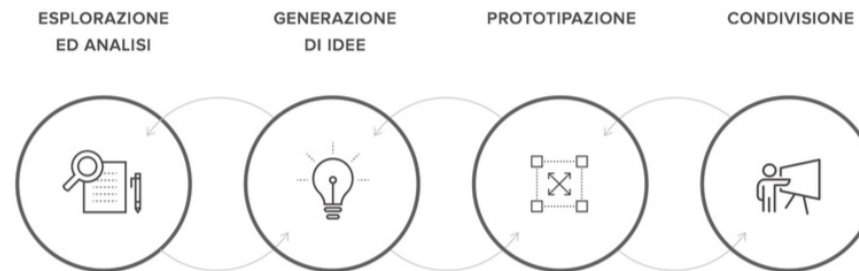 ESPLORAZIONE
ED ANALISI
GENERAZIONE
DI IDEE
PROTOTIPAZIONE
CONDIVISIONE